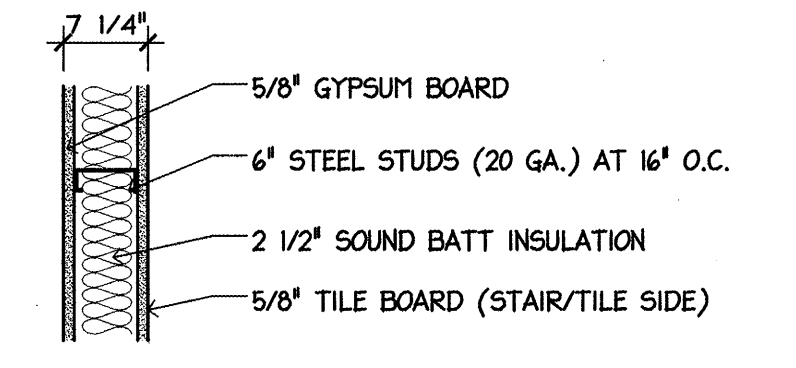 7 1/4"
5/8" GYPSUM BOARD
6" STEEL STUDS (20 GA.) AT 16" O.C.
2 1/2" SOUND BATT INSULATION
5/8" TILE BOARD (STAIR/TILE SIDE)